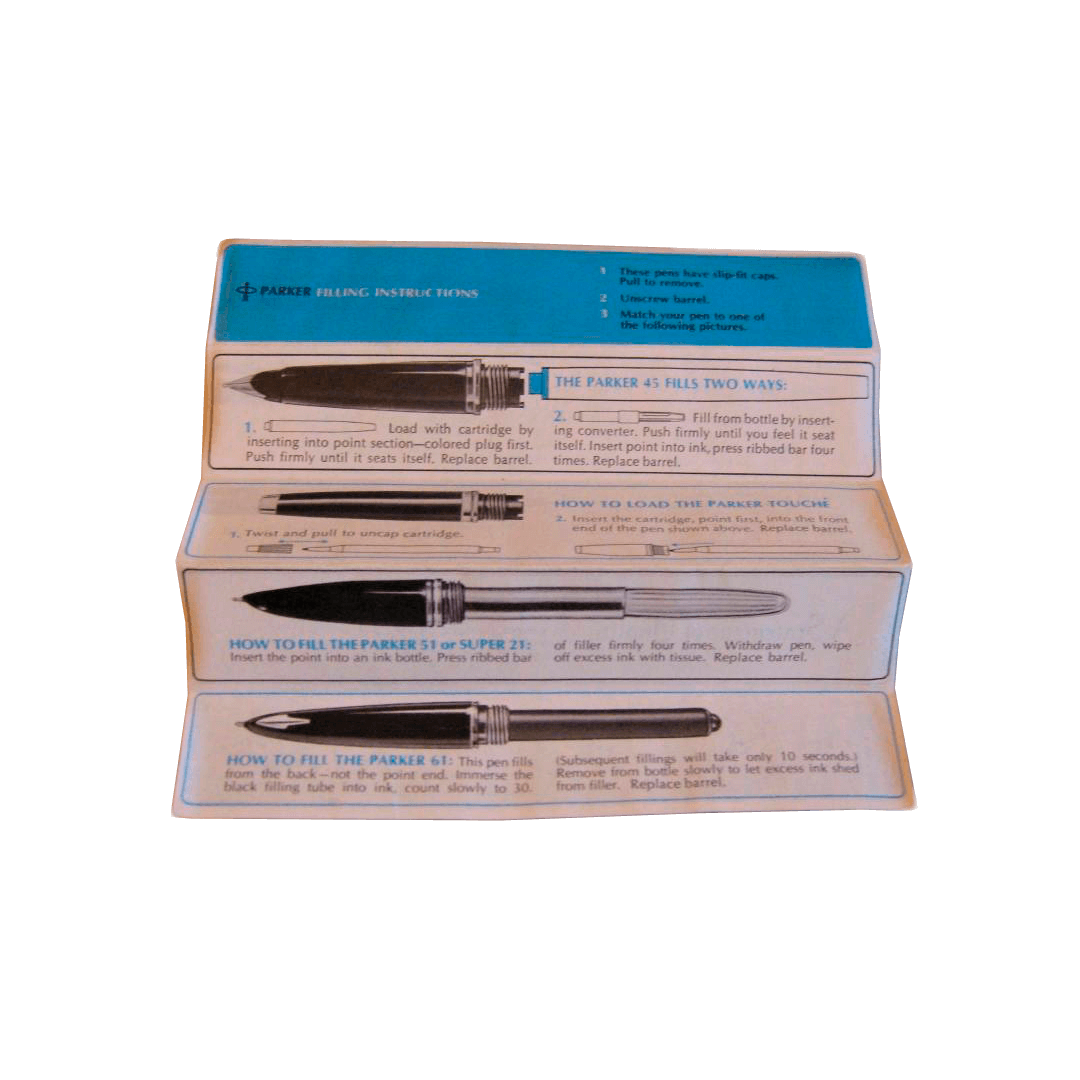 PARKER FILLING INSTRUCTIONS
1 These pens have slip-fit caps.
Pull to remove.
2 Unscrew barrel.
3 Match your pen to one of
the following pictures.
THE PARKER 45 FILLS TWO WAYS:
1. Load with cartridge by
inserting into point section—colored plug first.
Push firmly until it seats itself. Replace barrel.
2. Fill from bottle by insert-
ing converter. Push firmly until you feel it seat
itself. Insert point into ink, press ribbed bar four
times. Replace barrel.
HOW TO LOAD THE PARKER TOUCHÉ
1. Twist and pull to uncap cartridge.
2. Insert the cartridge, point first, into the front
end of the pen shown above. Replace barrel.
HOW TO FILL THE PARKER 51 or SUPER 21:
Insert the point into an ink bottle. Press ribbed bar
of filler firmly four times. Withdraw pen, wipe
off excess ink with tissue. Replace barrel.
HOW TO FILL THE PARKER 61: This pen fills
from the back—not the point end. Immerse the
black filling tube into ink, count slowly to 30.
(Subsequent fillings will take only 10 seconds.)
Remove from bottle slowly to let excess ink shed
from filler. Replace barrel.